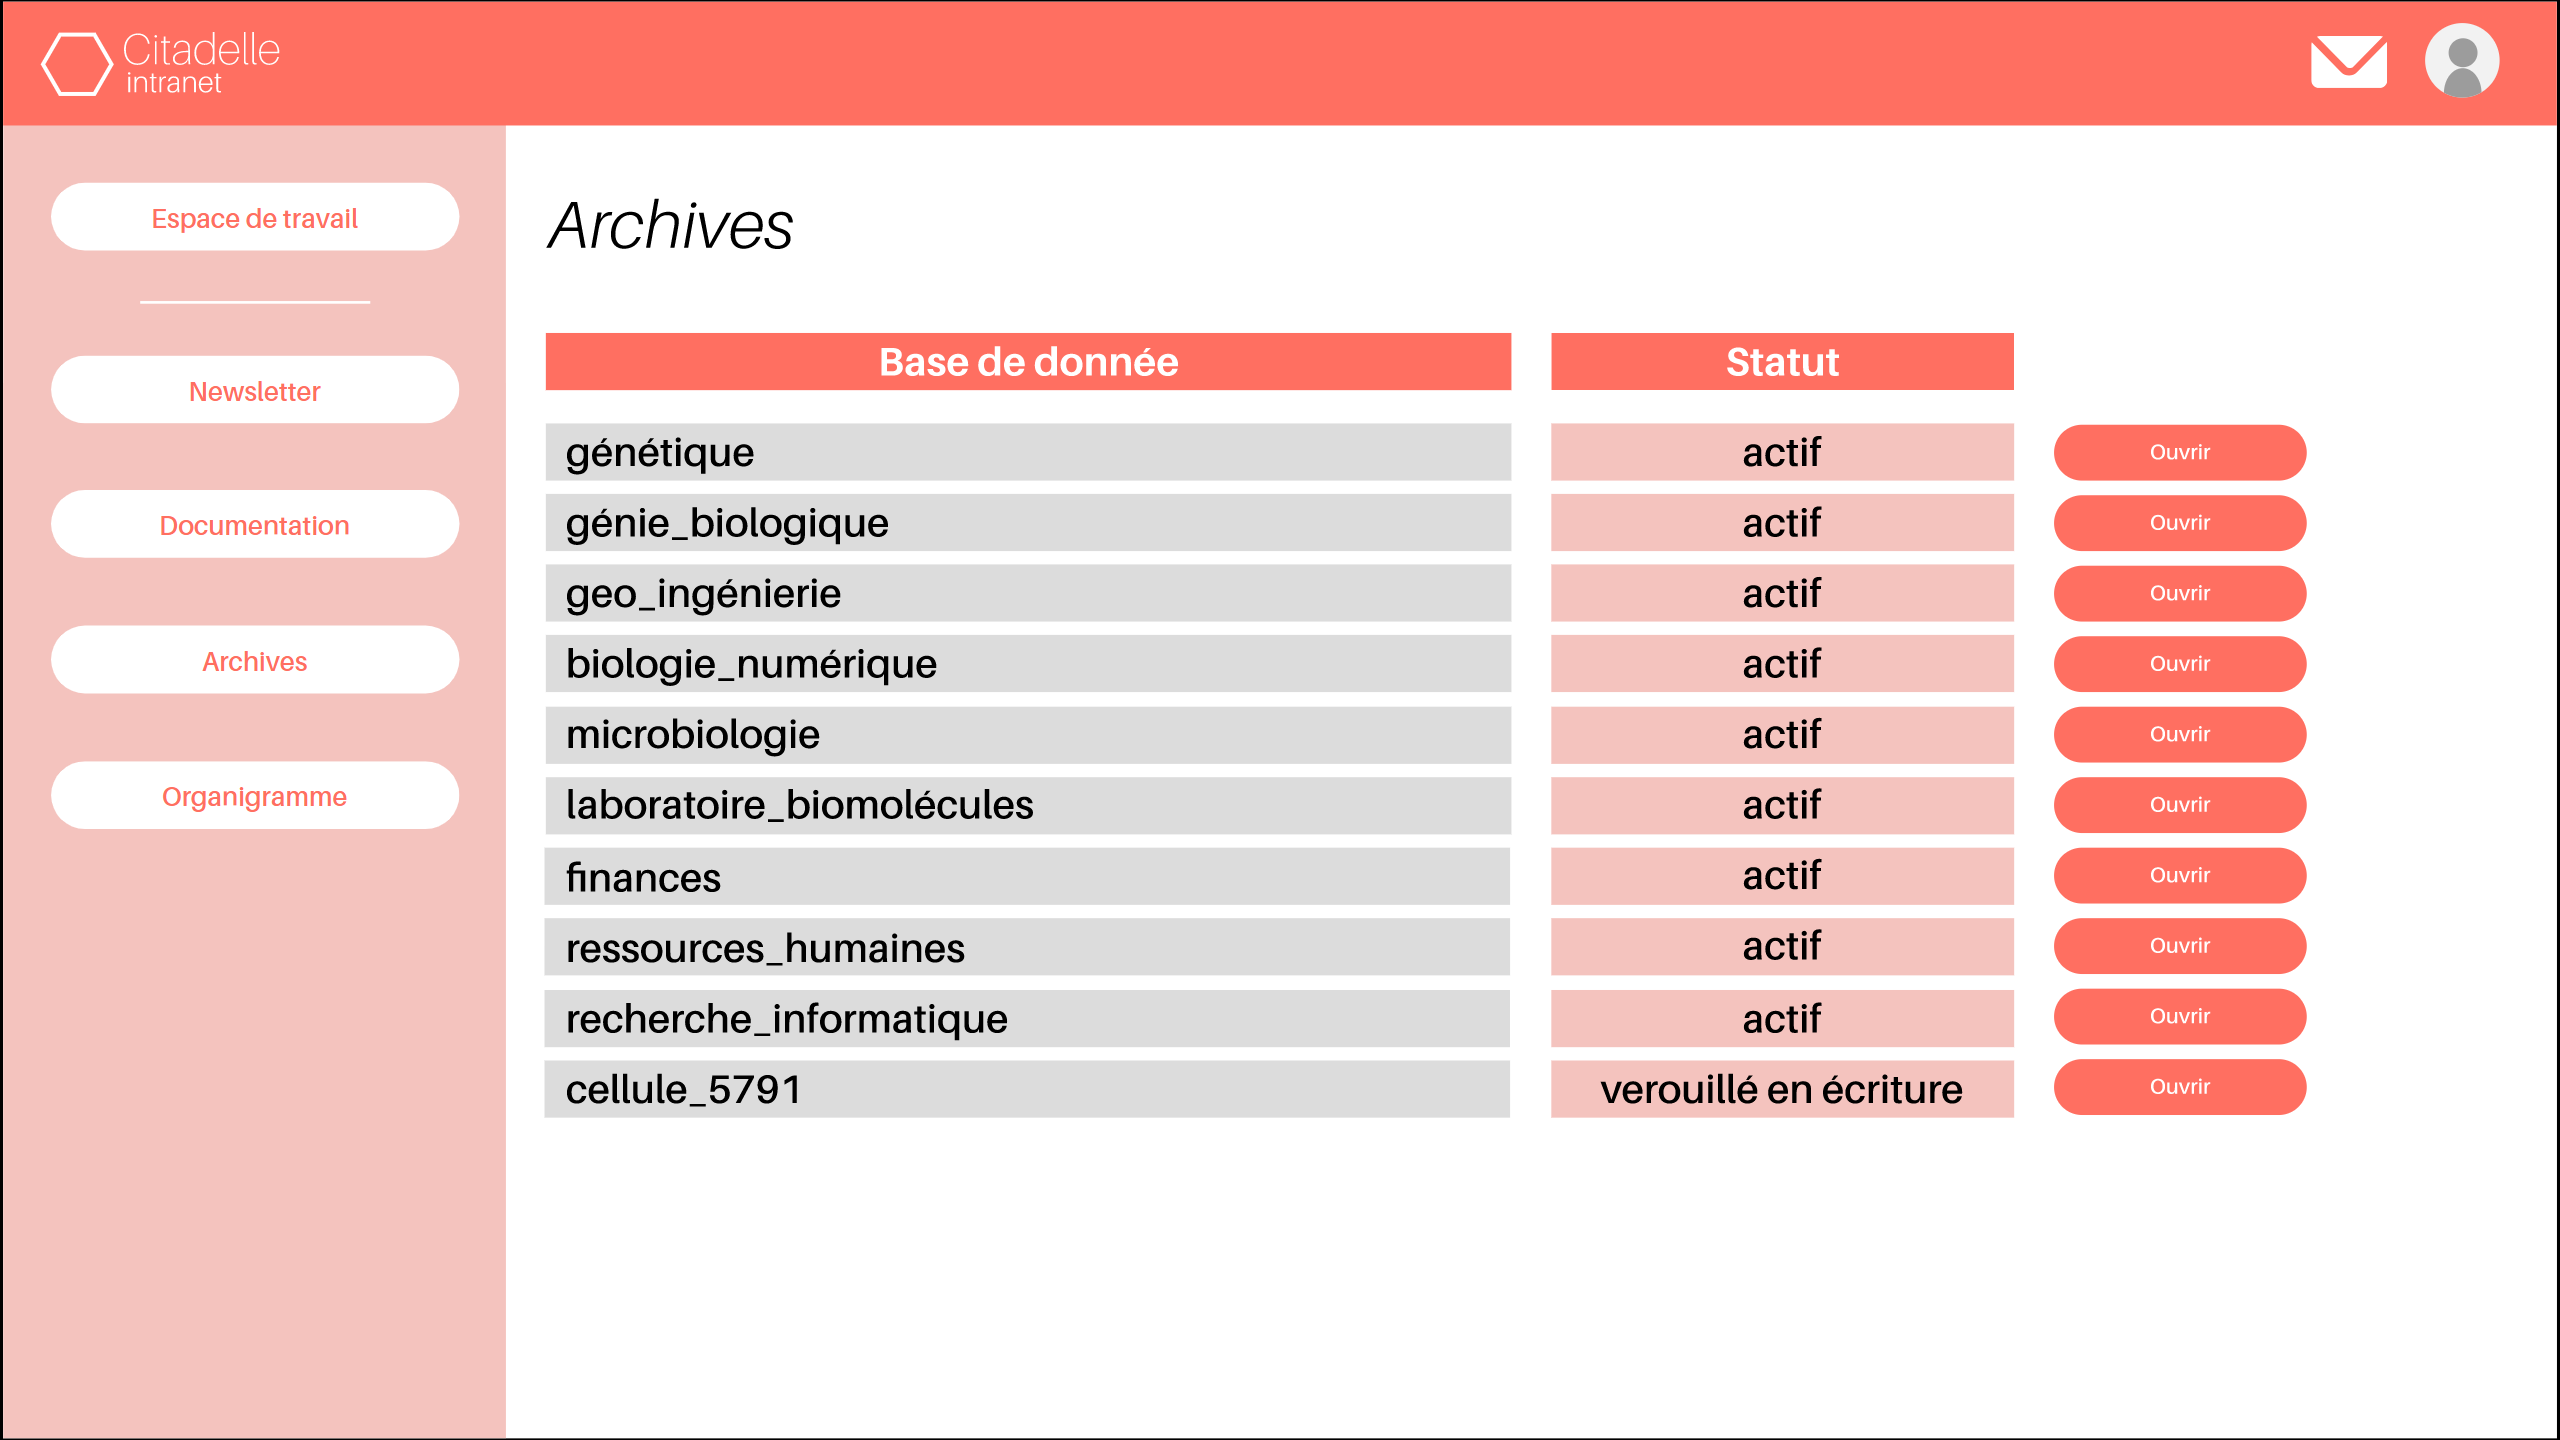 Citadelle
intranet
Espace de travail
Newsletter
Documentation
Archives
Organigramme
Archives
Base de donnée Statut
génétique actif Ouvrir
génie_biologique actif Ouvrir
geo_ingénierie actif Ouvrir
biologie_numérique actif Ouvrir
microbiologie actif Ouvrir
laboratoire_biomolécules actif Ouvrir
finances actif Ouvrir
ressources_humaines actif Ouvrir
recherche_informatique actif Ouvrir
cellule_5791 verouillé en écriture Ouvrir